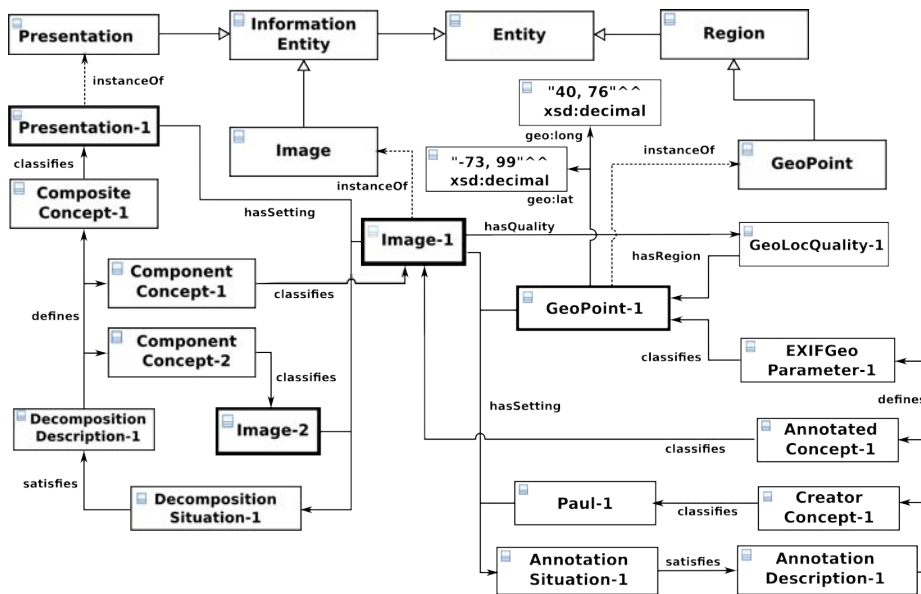 Presentation
Information
Entity
Entity
Region
instanceOf
"40, 76"^^
xsd:decimal
geo:long
Presentation-1
classifies
Image
instanceOf
"-73, 99"^^
xsd:decimal
geo:lat
instanceOf
GeoPoint
Composite
Concept-1
hasSetting
Image-1
hasQuality
GeoLocQuality-1
hasRegion
Component
Concept-1
classifies
GeoPoint-1
defines
Component
Concept-2
classifies
classifies
EXIFGeo
Parameter-1
defines
Decomposition
Description-1
Image-2
hasSetting
Annotated
Concept-1
classifies
satisfies
Decomposition
Situation-1
Paul-1
classifies
Creator
Concept-1
Annotation
Situation-1
satisfies
Annotation
Description-1